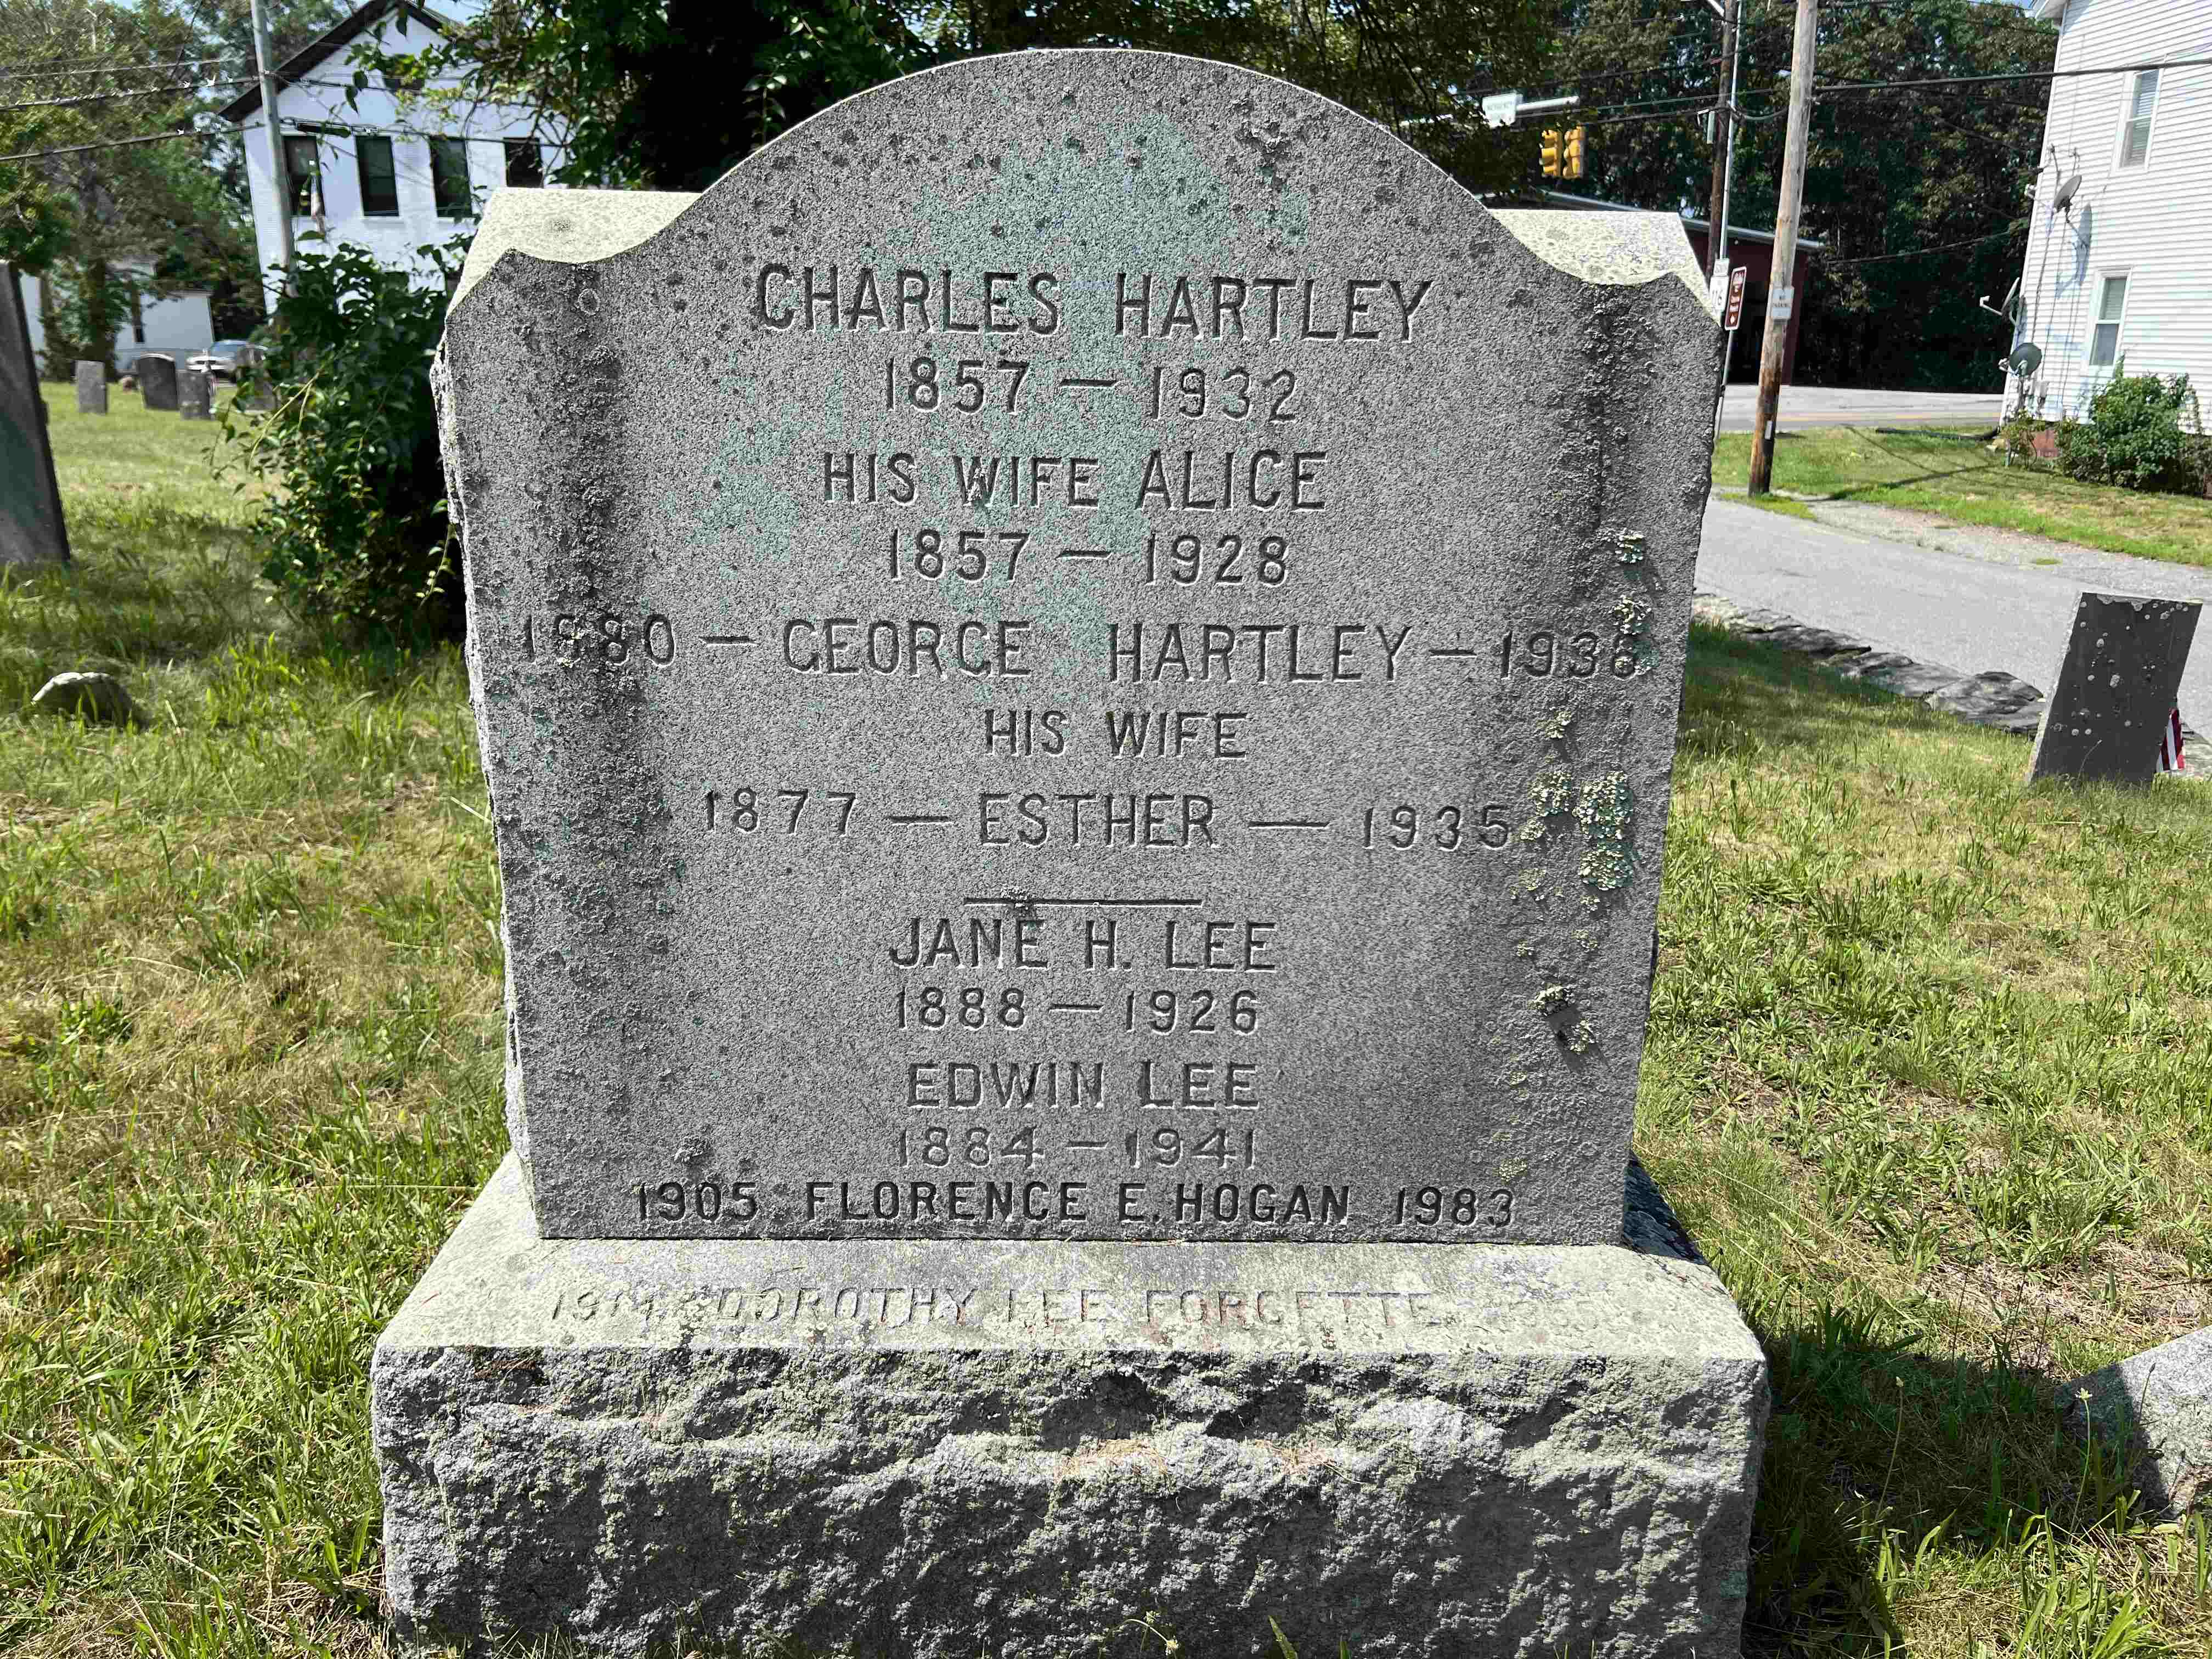 CHARLES HARTLEY
1857 — 1932
HIS WIFE ALICE
1857 — 1928
1880 — GEORGE HARTLEY — 1938
HIS WIFE
1877 — ESTHER — 1935
JANE H. LEE
1888 — 1926
EDWIN LEE
1884 — 1941
1905 FLORENCE E. HOGAN 1983
DOROTHY LEE FORGETTE